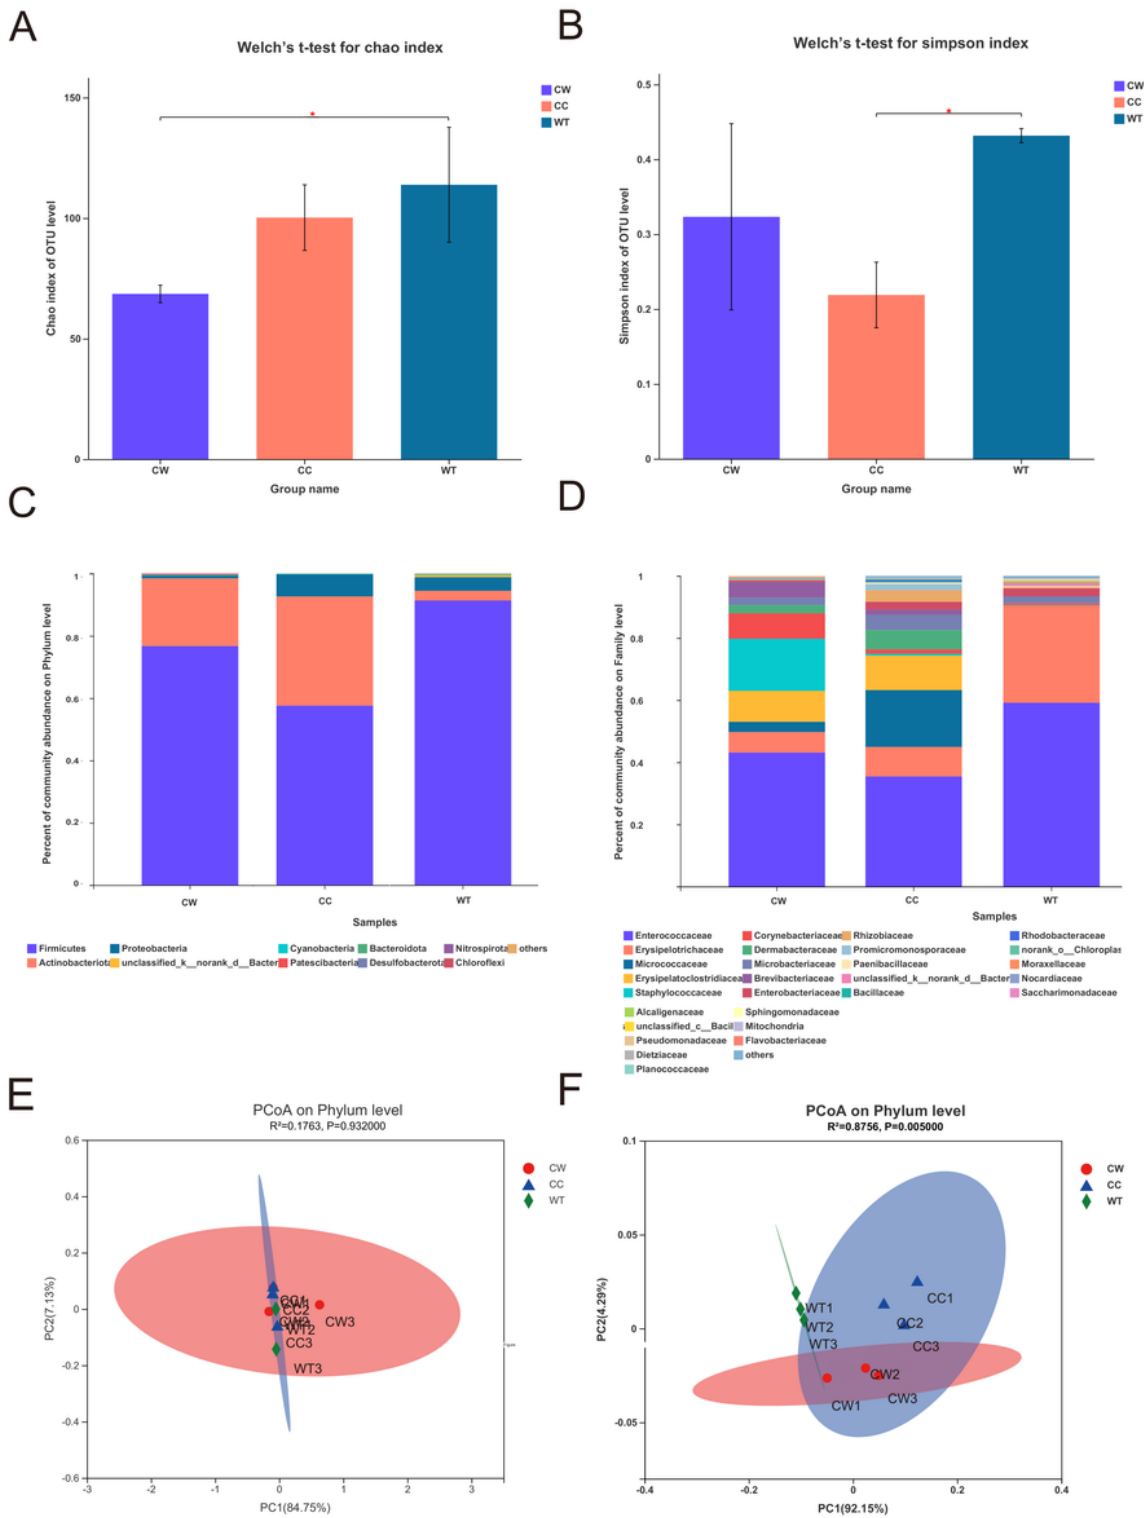 A
Welch's t-test for chao index
CW
CC
WT
150
100
50
0
Chao index of OTU level
*
CW
CC
WT
Group name
B
Welch's t-test for simpson index
CW
CC
WT
0.5
0.4
0.3
0.2
0.1
0
Simpson index of OTU level
*
CW
CC
WT
Group name
C
1
0.8
0.6
0.4
0.2
0
Percent of community abundance on Phylum level
CW
CC
WT
Samples
Firmicutes
Proteobacteria
Cyanobacteria
Bacteroidota
Nitrospirota
others
Actinobacteriota
unclassified_k__norank_d__Bacter
Patescibacteria
Desulfobacterota
Chloroflexi
D
1
0.8
0.6
0.4
0.2
Percent of community abundance on Family level
CW
CC
WT
Samples
Enterococcaceae
Corynebacteriaceae
Rhizobiaceae
Rhodobacteraceae
Erysipelotrichaceae
Dermabacteraceae
Promicromonosporaceae
norank_o__Chloroplas
Micrococcaceae
Microbacteriaceae
Paenibacillaceae
Moraxellaceae
Erysipelatoclostridiaceae
Brevibacteriaceae
unclassified_k__norank_d__Bacter
Nocardiaceae
Staphylococcaceae
Enterobacteriaceae
Bacillaceae
Saccharimonadaceae
Alcaligenaceae
Sphingomonadaceae
unclassified_c__Bacil
Mitochondria
Pseudomonadaceae
Flavobacteriaceae
Dietziaceae
others
Planococcaceae
E
PCoA on Phylum level
R²=0.1763, P=0.932000
CW
CC
WT
0.6
0.4
0.2
0
-0.2
-0.4
-0.6
PC2(7.13%)
CC1
CW1
CC2
CW2
WT2
CC3
WT3
CW3
-3
-2
-1
0
1
2
3
PC1(84.75%)
F
PCoA on Phylum level
R²=0.8756, P=0.005000
CW
CC
WT
0.1
0.05
0
-0.05
PC2(4.29%)
CC1
WT1
CC2
WT2
WT3
CC3
CW2
CW1
CW3
-0.4
-0.2
0
0.2
0.4
PC1(92.15%)